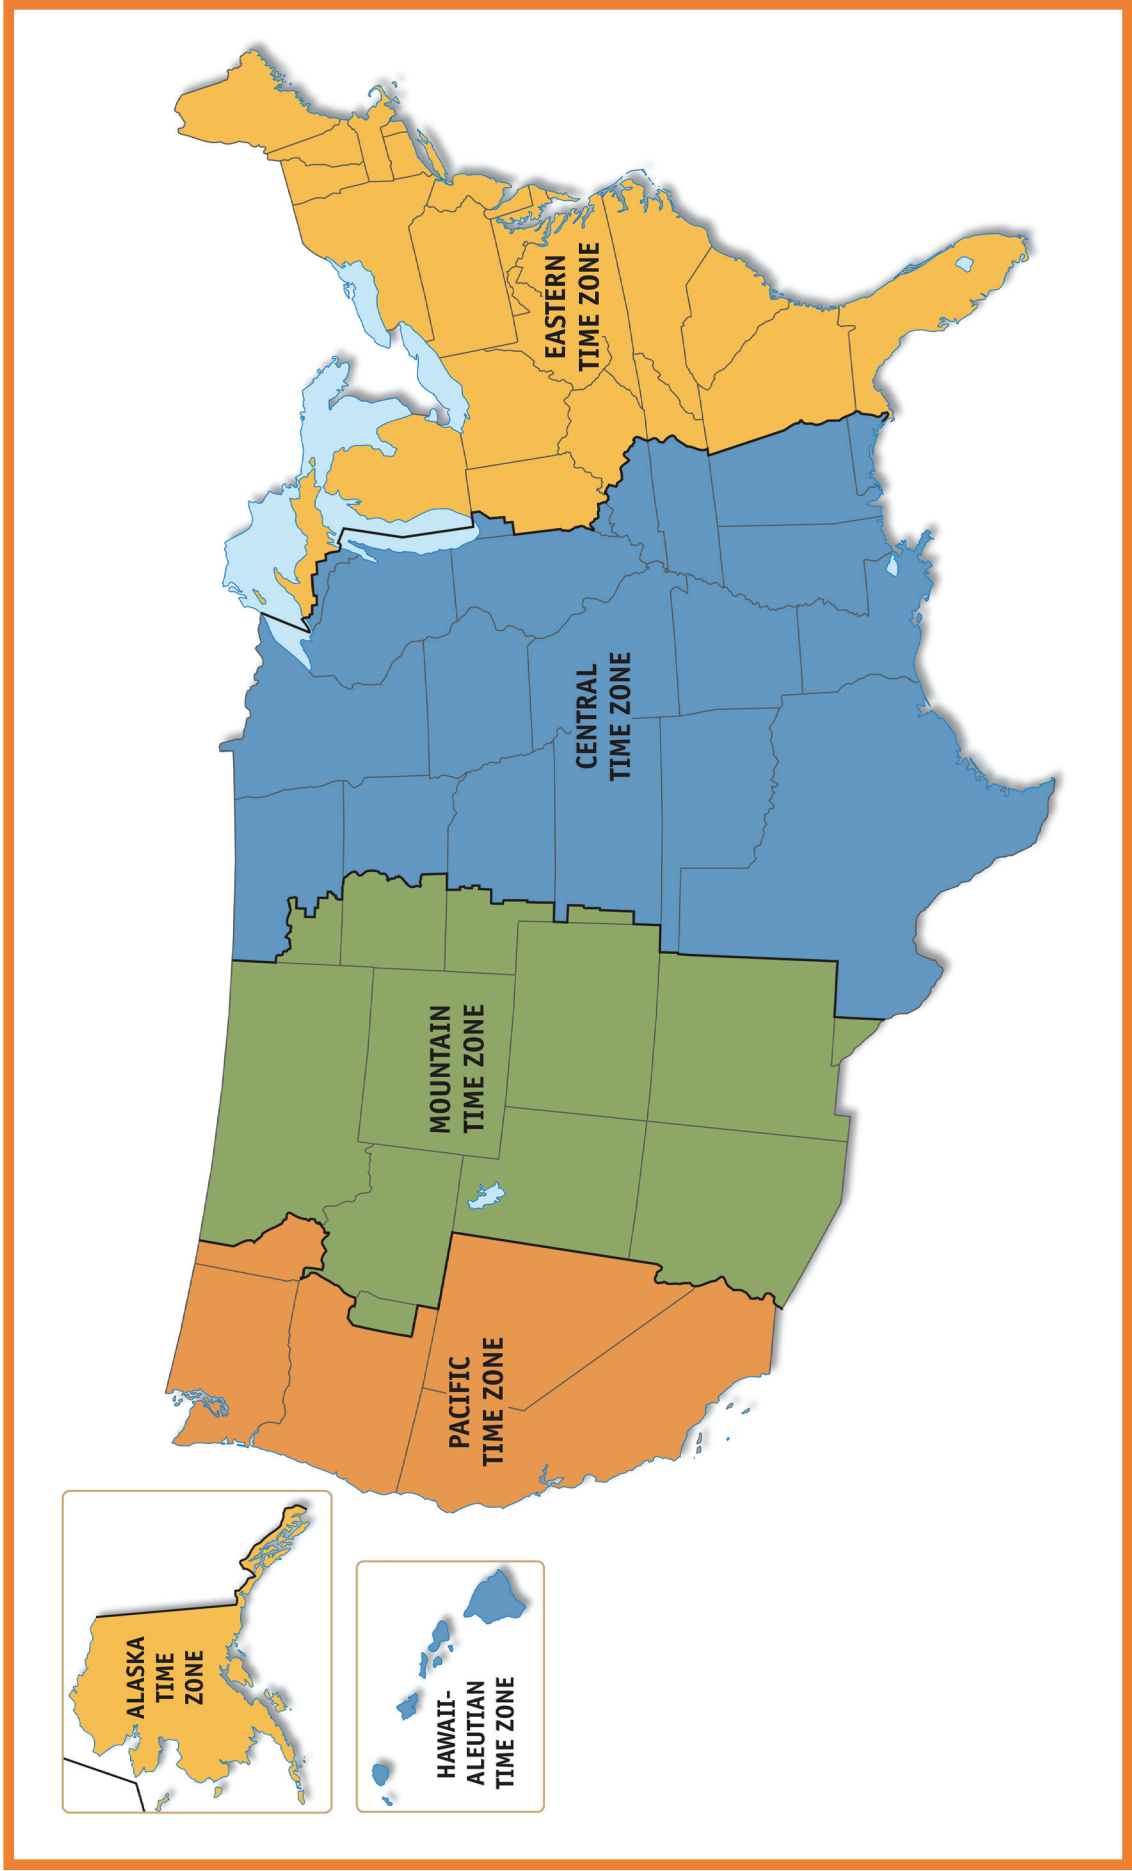 ALASKA
TIME
ZONE
HAWAII-
ALEUTIAN
TIME ZONE
PACIFIC
TIME ZONE
MOUNTAIN
TIME ZONE
CENTRAL
TIME ZONE
EASTERN
TIME ZONE